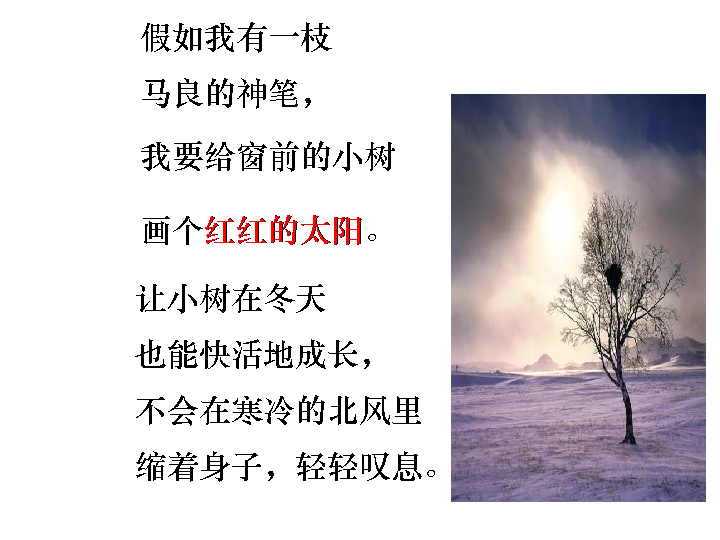 假如我有一枝
马良的神笔，
我要给窗前的小树
画个红红的太阳。
让小树在冬天
也能快活地成长，
不会在寒冷的北风里
缩着身子，轻轻叹息。